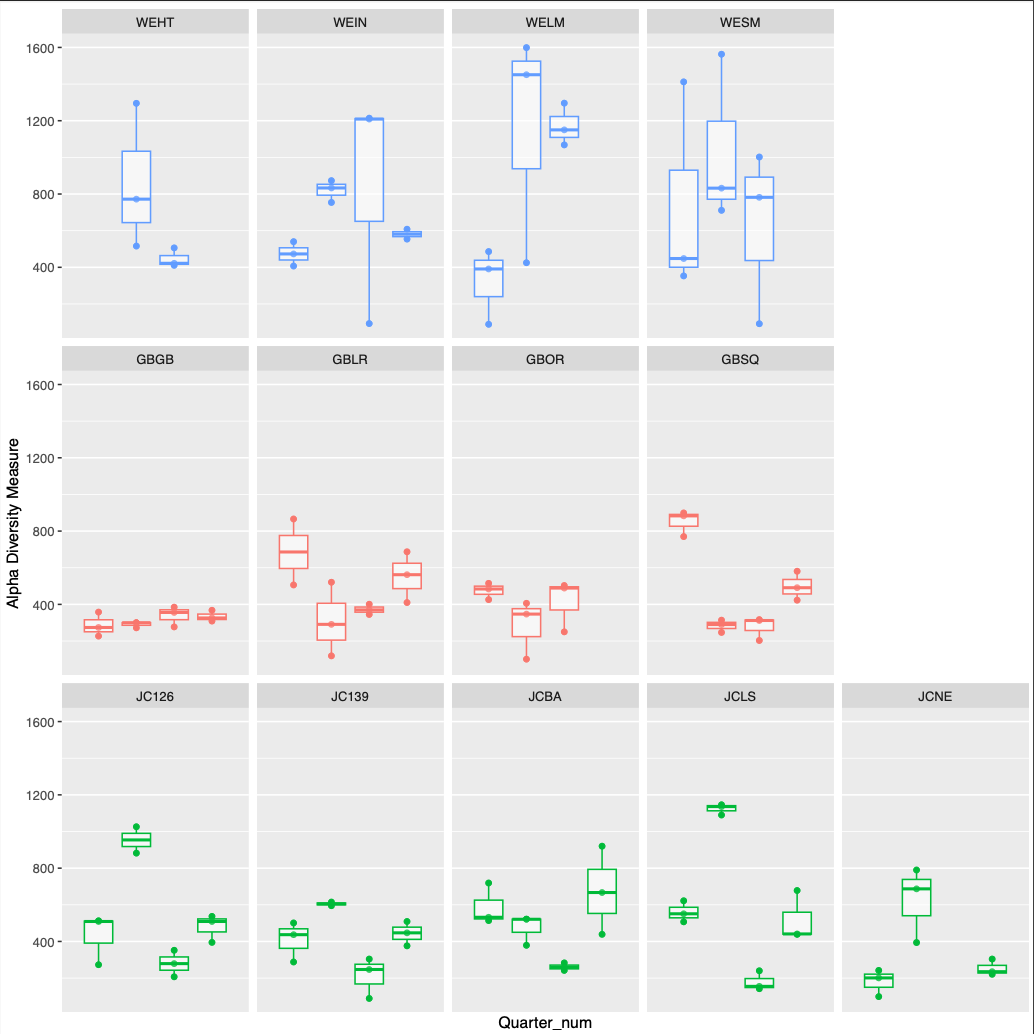 WEHT WEIN WELM WESM
1600
1200
800
400
GBGB GBLR GBOR GBSQ
1600
1200
800
400
Alpha Diversity Measure
JC126 JC139 JCBA JCLS JCNE
1600
1200
800
400
Quarter_num